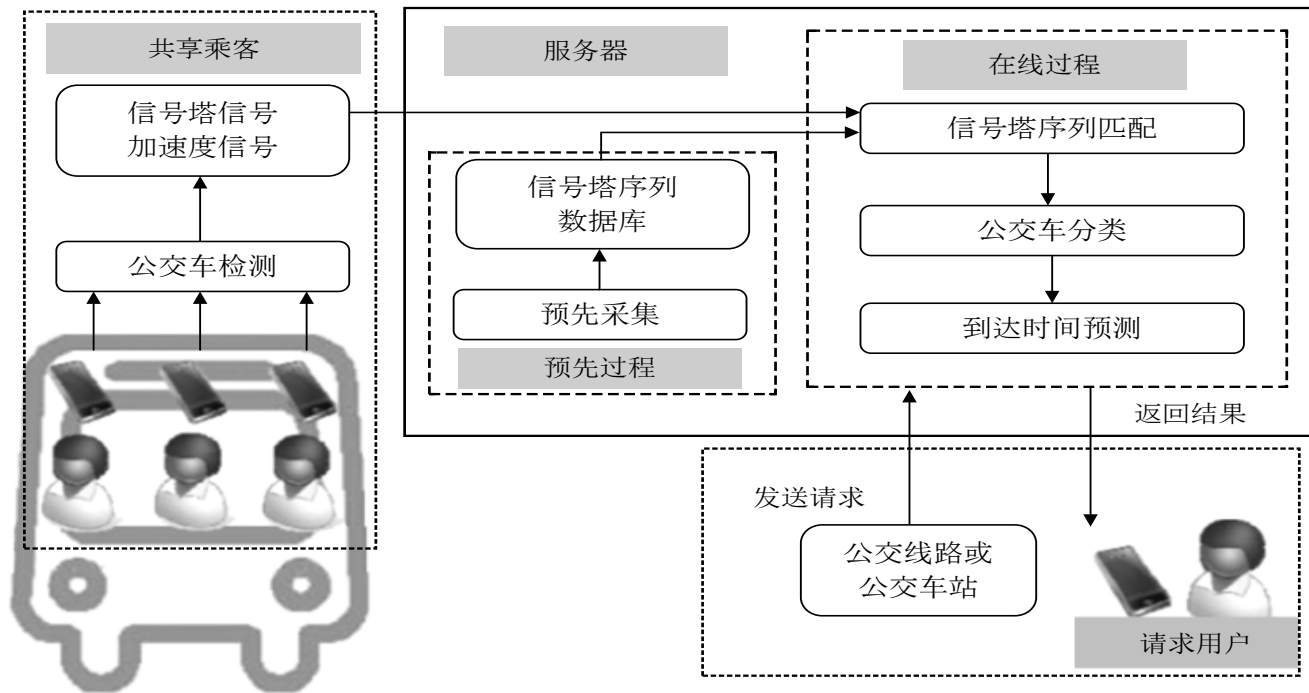 共享乘客
信号塔信号
加速度信号
公交车检测
服务器
信号塔序列
数据库
预先采集
预先过程
在线过程
信号塔序列匹配
公交车分类
到达时间预测
返回结果
发送请求
公交线路或
公交车站
请求用户